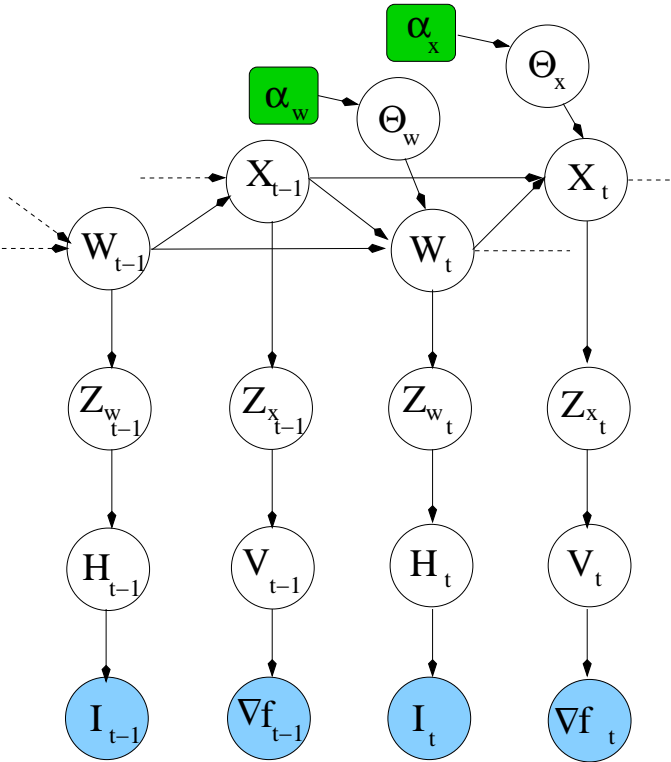 α_x
Θ_x
α_w
Θ_w
X_{t−1}
X_t
W_{t−1}
W_t
Z_{w_{t−1}}
Z_{x_{t−1}}
Z_{w_t}
Z_{x_t}
H_{t−1}
V_{t−1}
H_t
V_t
I_{t−1}
∇f_{t−1}
I_t
∇f_t